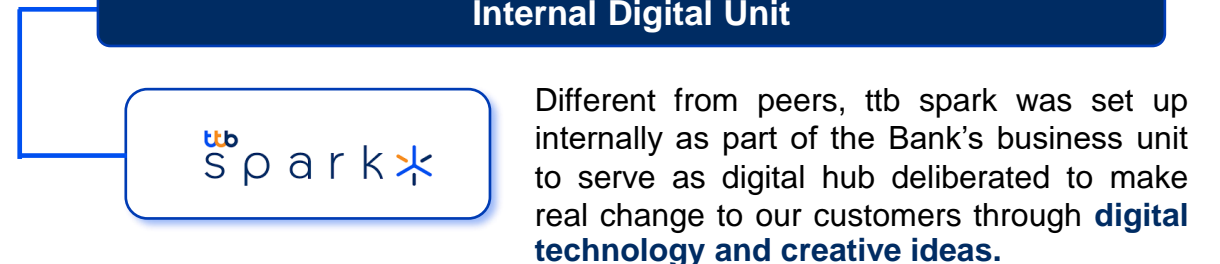 Internal Digital Unit
ttb
spark
Different from peers, ttb spark was set up
internally as part of the Bank’s business unit
to serve as digital hub deliberated to make
real change to our customers through digital
technology and creative ideas.